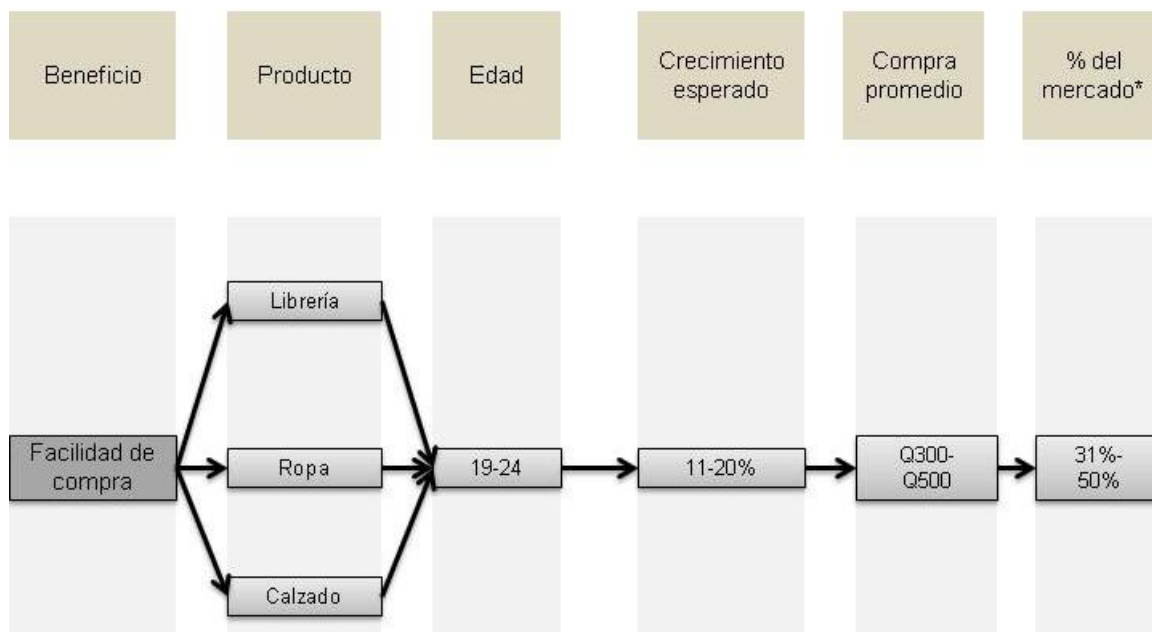 Beneficio
Producto
Edad
Crecimiento
esperado
Compra
promedio
% del
mercado*
Librería
Facilidad de
compra
Ropa
19-24
11-20%
Q300-
Q500
31%-
50%
Calzado